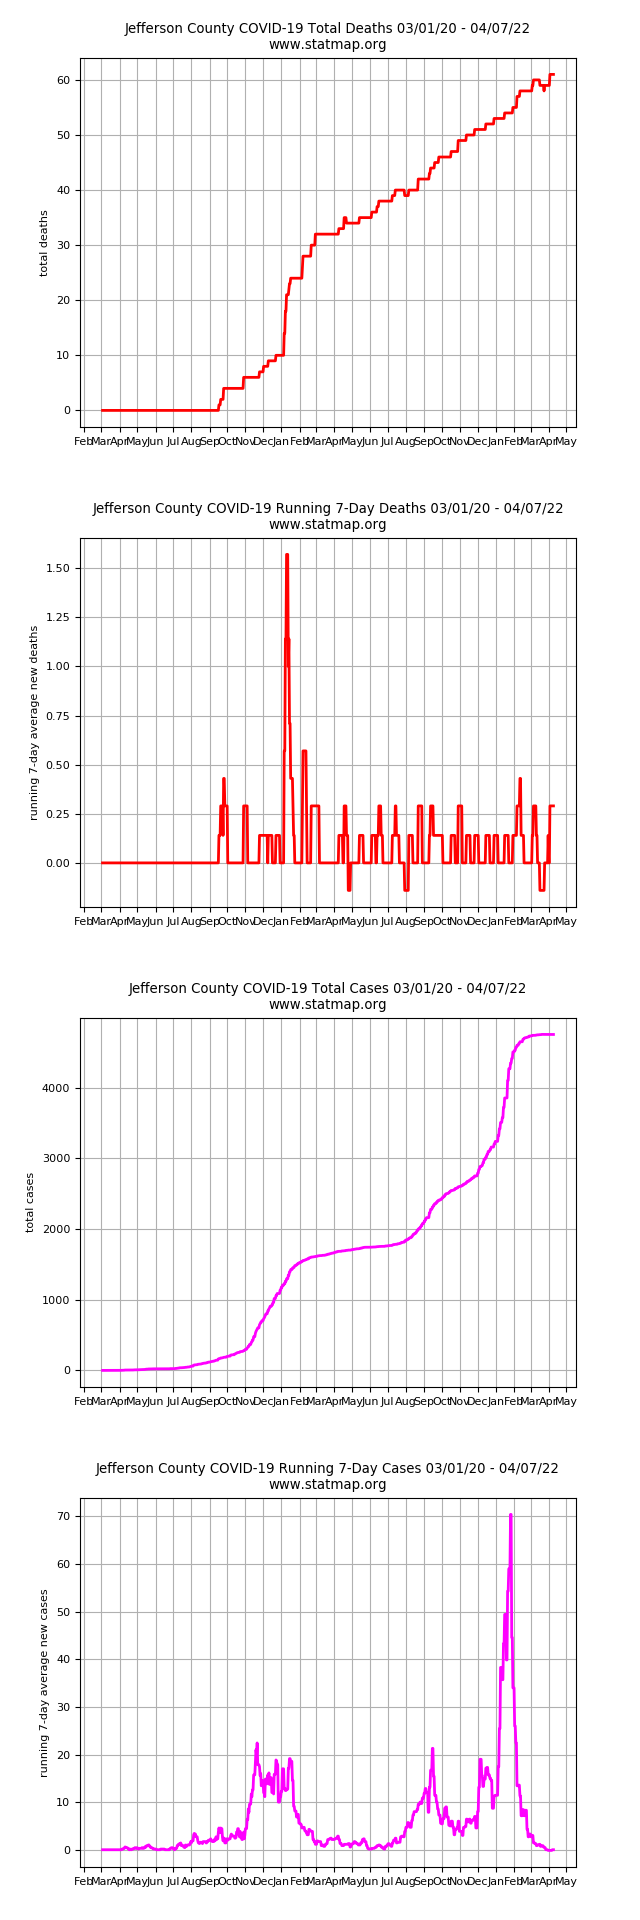 Jefferson County COVID-19 Total Deaths 03/01/20 - 04/07/22
www.statmap.org
60
50
40
30
20
10
0
total deaths
Feb Mar Apr May Jun Jul Aug Sep Oct Nov Dec Jan Feb Mar Apr May Jun Jul Aug Sep Oct Nov Dec Jan Feb Mar Apr May
Jefferson County COVID-19 Running 7-Day Deaths 03/01/20 - 04/07/22
www.statmap.org
1.50
1.25
1.00
0.75
0.50
0.25
0.00
running 7-day average new deaths
Feb Mar Apr May Jun Jul Aug Sep Oct Nov Dec Jan Feb Mar Apr May Jun Jul Aug Sep Oct Nov Dec Jan Feb Mar Apr May
Jefferson County COVID-19 Total Cases 03/01/20 - 04/07/22
www.statmap.org
4000
3000
2000
1000
0
total cases
Feb Mar Apr May Jun Jul Aug Sep Oct Nov Dec Jan Feb Mar Apr May Jun Jul Aug Sep Oct Nov Dec Jan Feb Mar Apr May
Jefferson County COVID-19 Running 7-Day Cases 03/01/20 - 04/07/22
www.statmap.org
70
60
50
40
30
20
10
0
running 7-day average new cases
Feb Mar Apr May Jun Jul Aug Sep Oct Nov Dec Jan Feb Mar Apr May Jun Jul Aug Sep Oct Nov Dec Jan Feb Mar Apr May